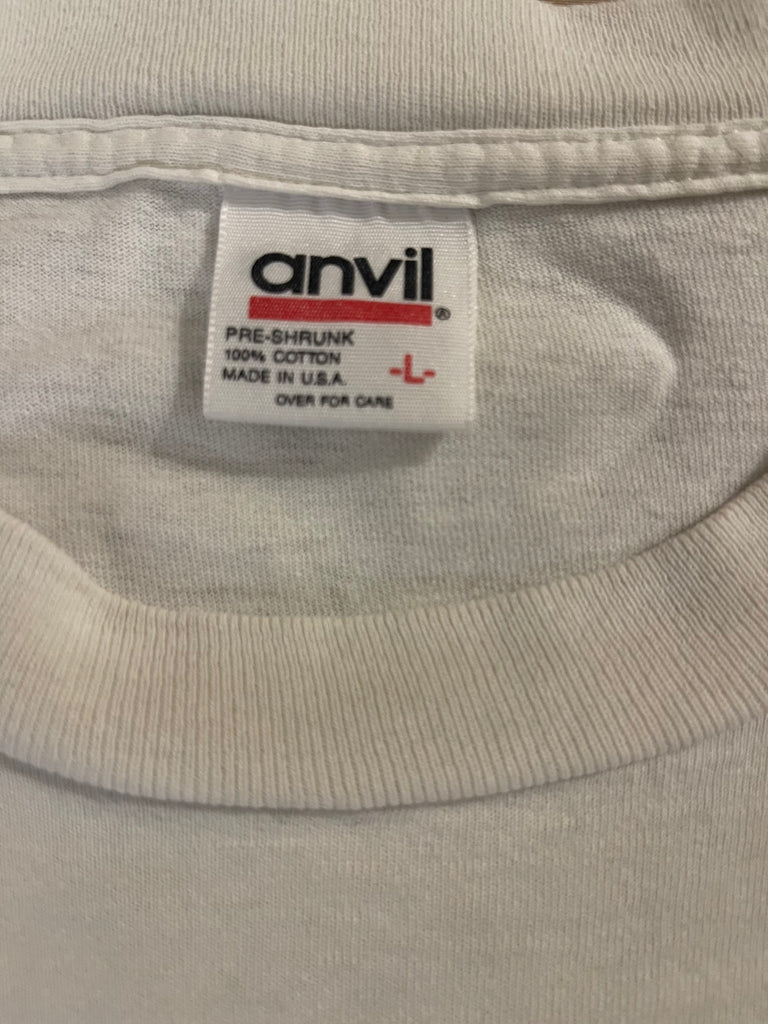 anvil®
PRE-SHRUNK
100% COTTON
MADE IN U.S.A.
-L-
OVER FOR CARE